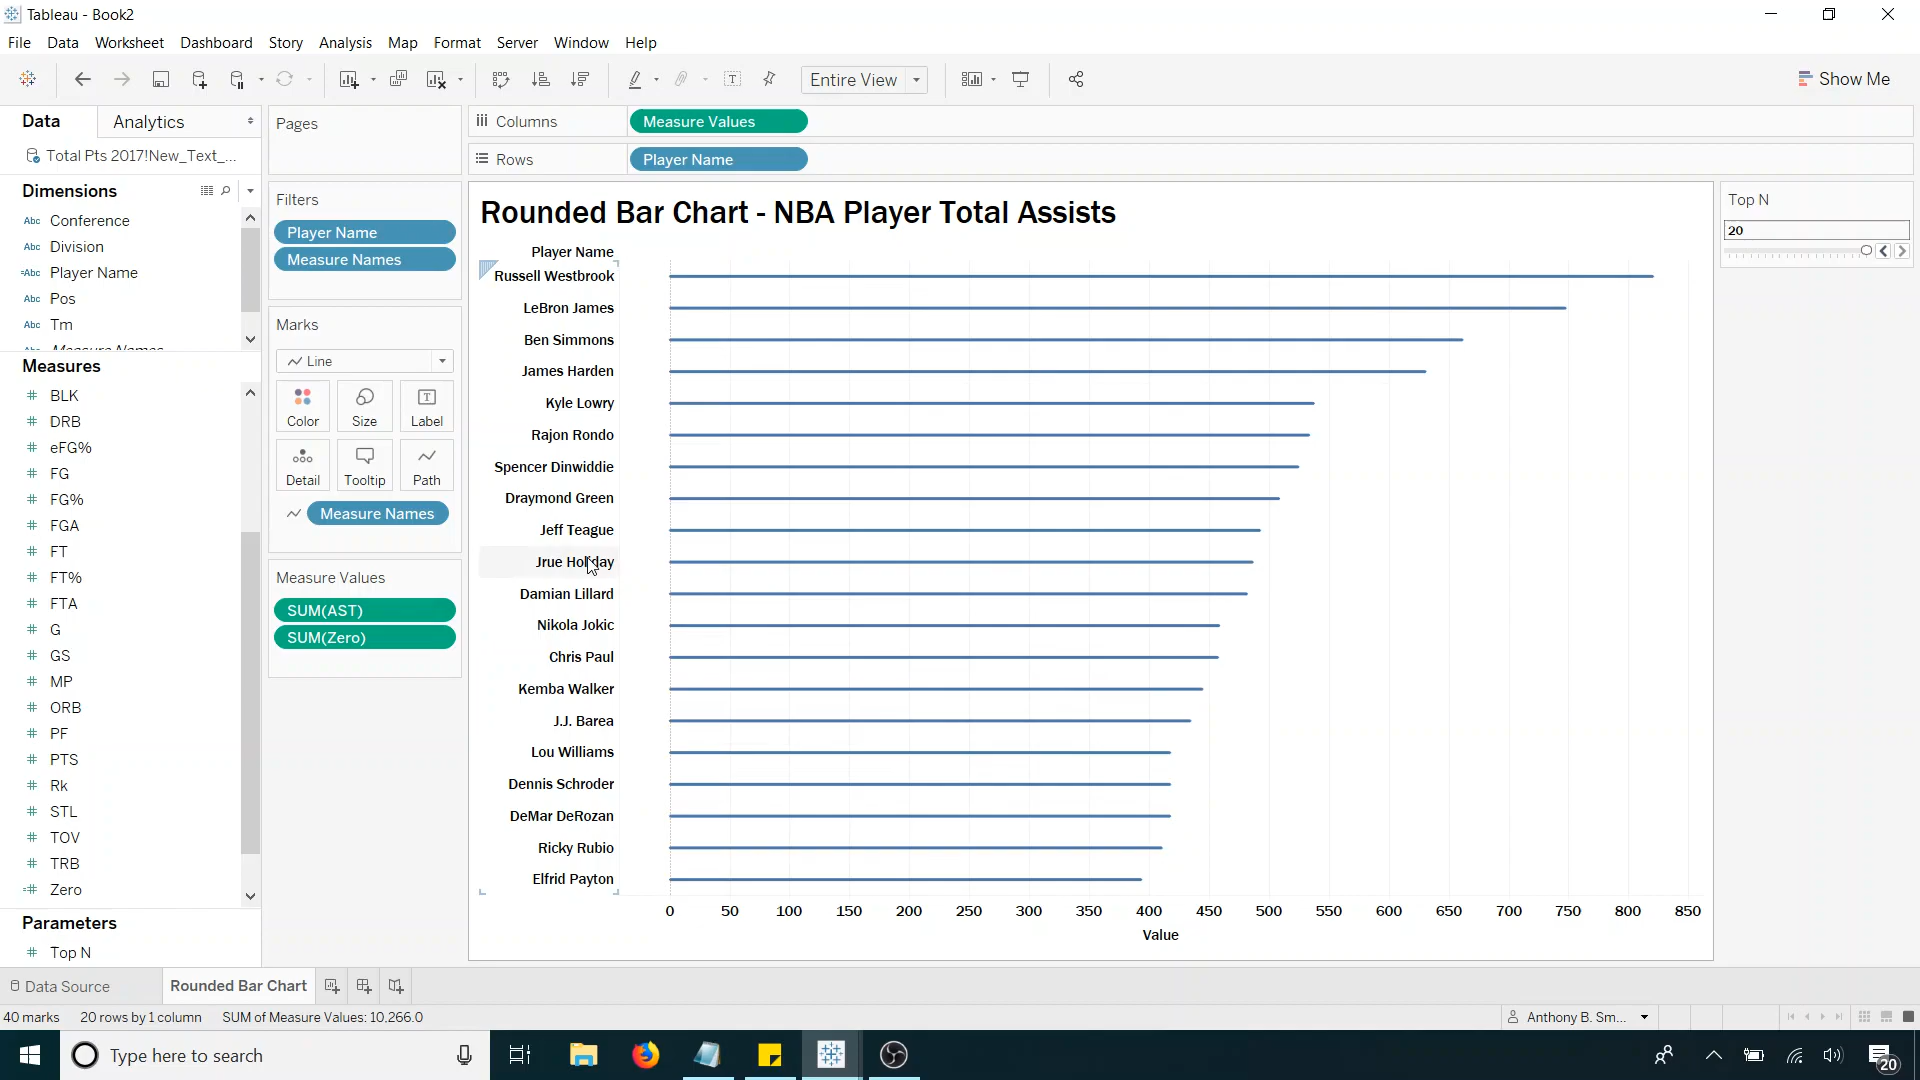 Tableau - Book2
File Data Worksheet Dashboard Story Analysis Map Format Server Window Help
Entire View
Show Me
Data Analytics
Total Pts 2017!New_Text_...
Dimensions
Abc Conference
Abc Division
=Abc Player Name
Abc Pos
Abc Tm
Measures
# BLK
# DRB
# eFG%
# FG
# FG%
# FGA
# FT
# FT%
# FTA
# G
# GS
# MP
# ORB
# PF
# PTS
# Rk
# STL
# TOV
# TRB
=# Zero
Parameters
# Top N
Pages
Filters
Player Name
Measure Names
Marks
Line
Color Size Label
Detail Tooltip Path
Measure Names
Measure Values
SUM(AST)
SUM(Zero)
Columns Measure Values
Rows Player Name
Rounded Bar Chart - NBA Player Total Assists
Player Name
Russell Westbrook
LeBron James
Ben Simmons
James Harden
Kyle Lowry
Rajon Rondo
Spencer Dinwiddie
Draymond Green
Jeff Teague
Jrue Holiday
Damian Lillard
Nikola Jokic
Chris Paul
Kemba Walker
J.J. Barea
Lou Williams
Dennis Schroder
DeMar DeRozan
Ricky Rubio
Elfrid Payton
0 50 100 150 200 250 300 350 400 450 500 550 600 650 700 750 800 850
Value
Top N
20
Data Source Rounded Bar Chart
40 marks 20 rows by 1 column SUM of Measure Values: 10,266.0
Anthony B. Sm...
Type here to search
20